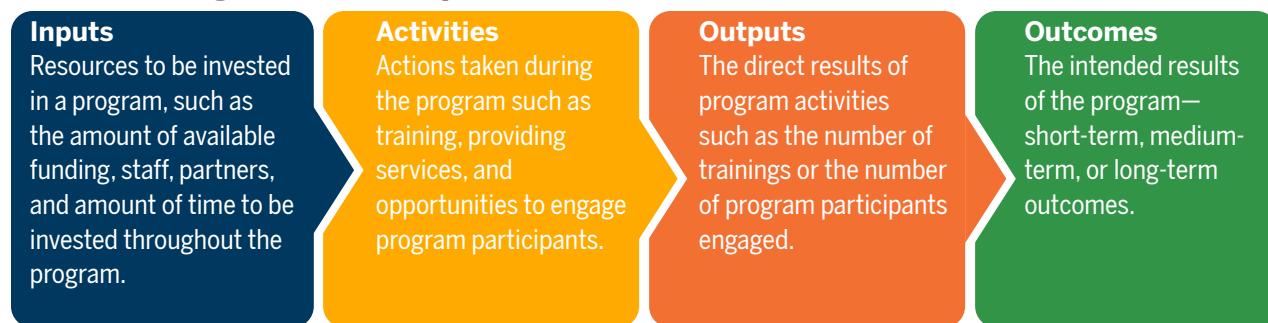 Inputs
Resources to be invested
in a program, such as
the amount of available
funding, staff, partners,
and amount of time to be
invested throughout the
program.
Activities
Actions taken during
the program such as
training, providing
services, and
opportunities to engage
program participants.
Outputs
The direct results of
program activities
such as the number of
trainings or the number
of program participants
engaged.
Outcomes
The intended results
of the program—
short-term, medium-
term, or long-term
outcomes.